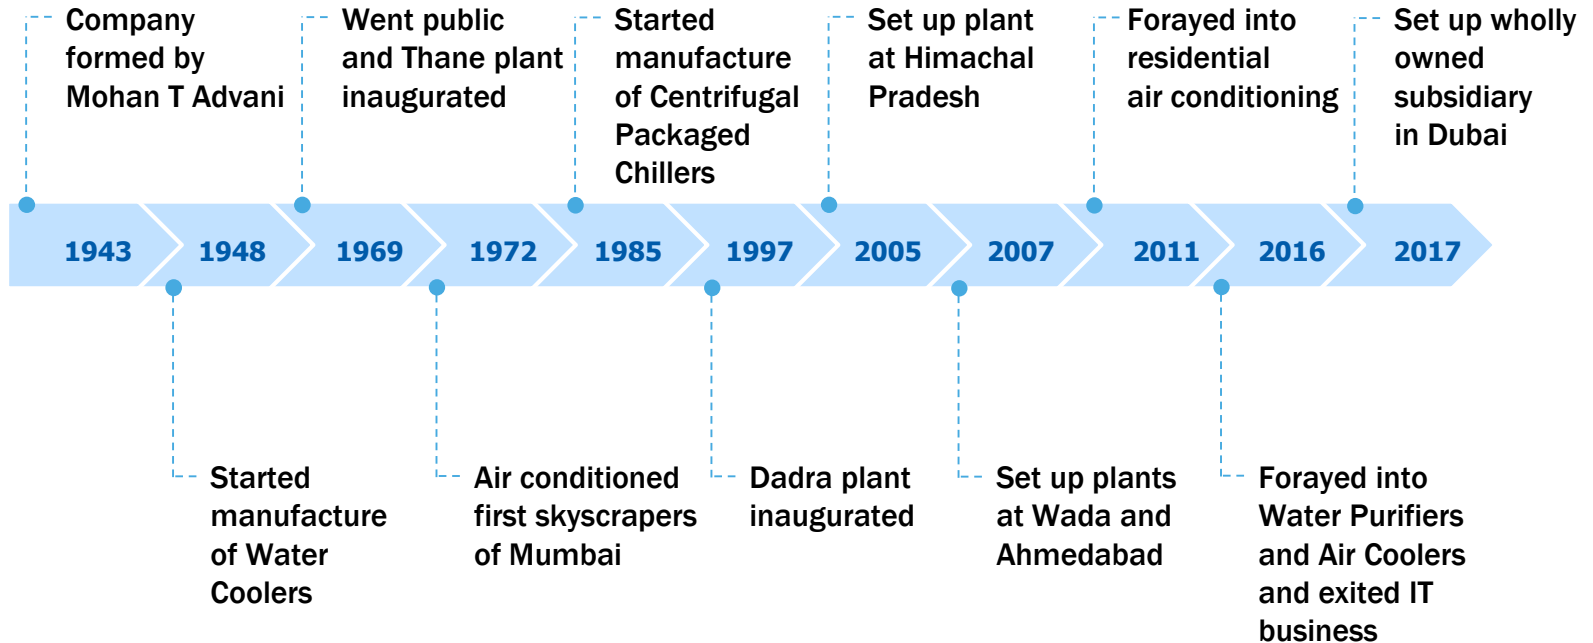 Company
formed by
Mohan T Advani
Went public
and Thane plant
inaugurated
Started
manufacture
of Centrifugal
Packaged
Chillers
Set up plant
at Himachal
Pradesh
Forayed into
residential
air conditioning
Set up wholly
owned
subsidiary
in Dubai
1943 1948 1969 1972 1985 1997 2005 2007 2011 2016 2017
Started
manufacture
of Water
Coolers
Air conditioned
first skyscrapers
of Mumbai
Dadra plant
inaugurated
Set up plants
at Wada and
Ahmedabad
Forayed into
Water Purifiers
and Air Coolers
and exited IT
business